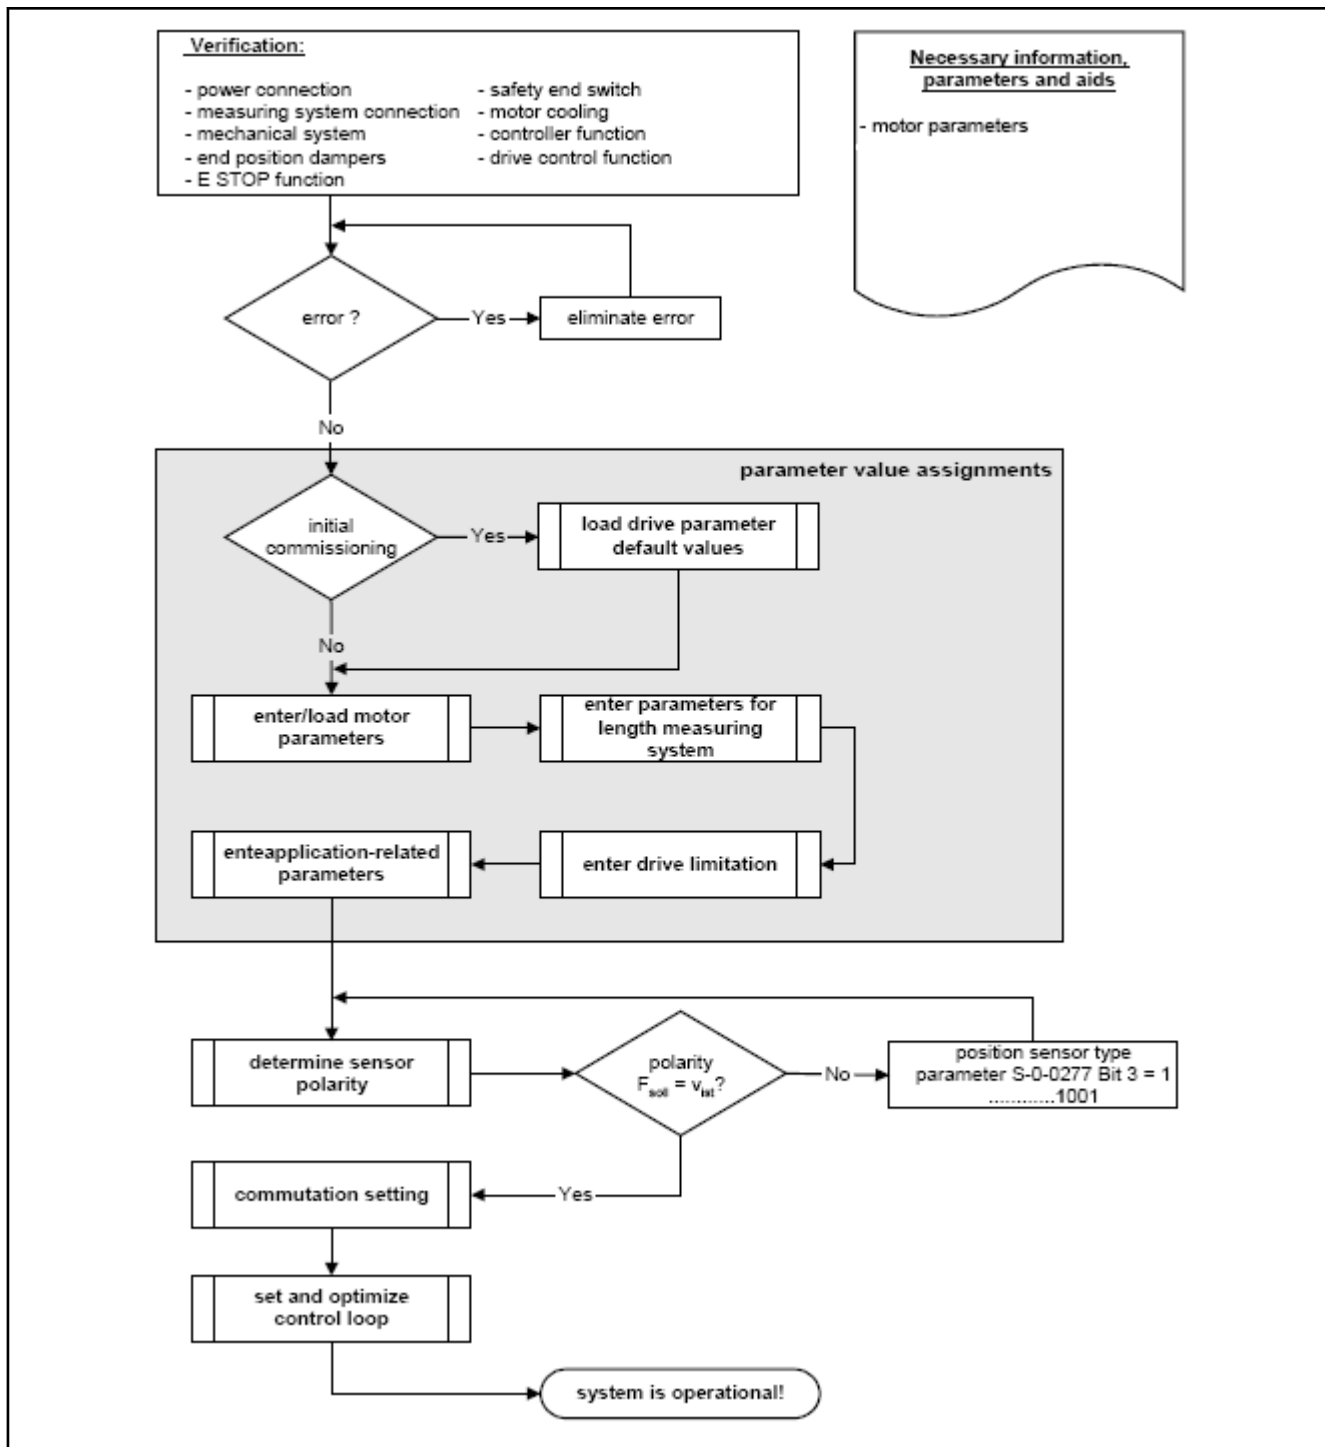 Verification:
- power connection
- measuring system connection
- mechanical system
- end position dampers
- E STOP function
- safety end switch
- motor cooling
- controller function
- drive control function
Necessary information,
parameters and aids
- motor parameters
error ?
Yes
eliminate error
No
parameter value assignments
initial
commissioning
Yes
load drive parameter
default values
No
enter/load motor
parameters
enter parameters for
length measuring
system
enteapplication-related
parameters
enter drive limitation
determine sensor
polarity
polarity
Fsoll = vist?
No
position sensor type
parameter S-0-0277 Bit 3 = 1
............1001
commutation setting
Yes
set and optimize
control loop
system is operational!